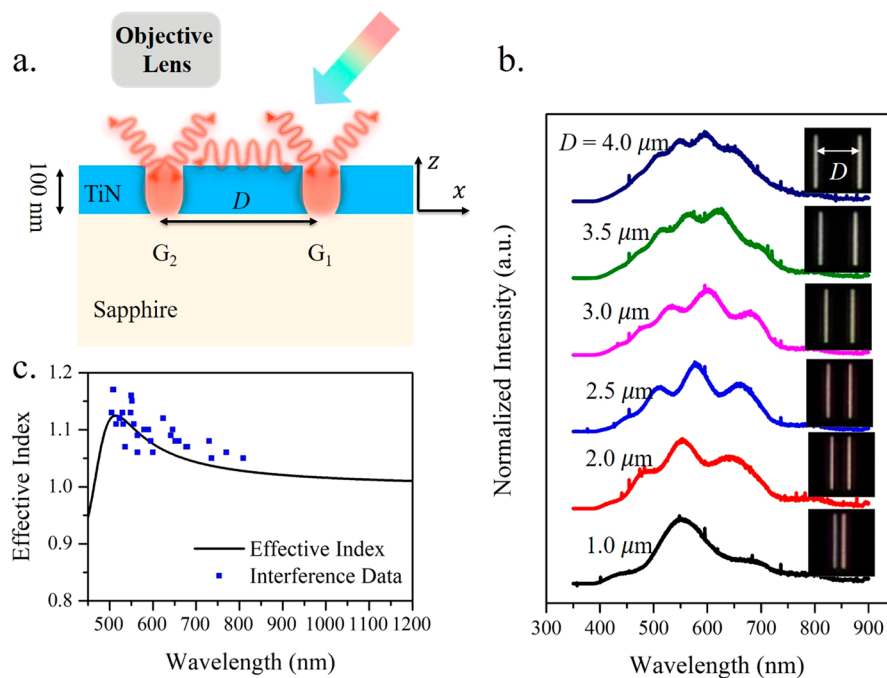 a.
Objective
Lens
100 nm
TiN
D
z
x
G2
G1
Sapphire
b.
Normalized Intensity (a.u.)
D = 4.0 μm
D
3.5 μm
3.0 μm
2.5 μm
2.0 μm
1.0 μm
300 400 500 600 700 800 900
Wavelength (nm)
c.
Effective Index
1.2
1.1
1.0
0.9
0.8
Effective Index
Interference Data
500 600 700 800 900 1000 1100 1200
Wavelength (nm)